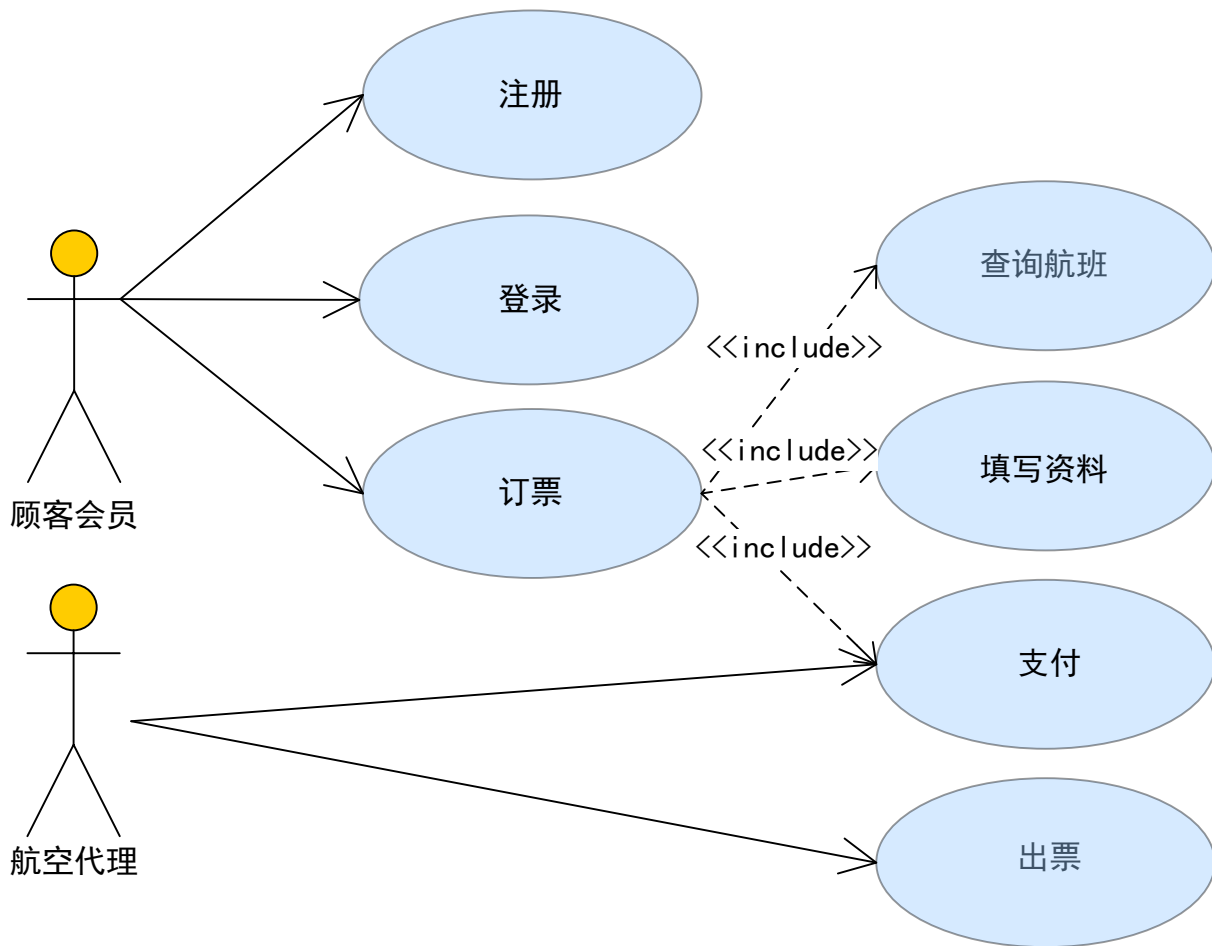 注册
查询航班
登录
<<include>>
<<include>>
填写资料
订票
顾客会员
<<include>>
支付
航空代理
出票